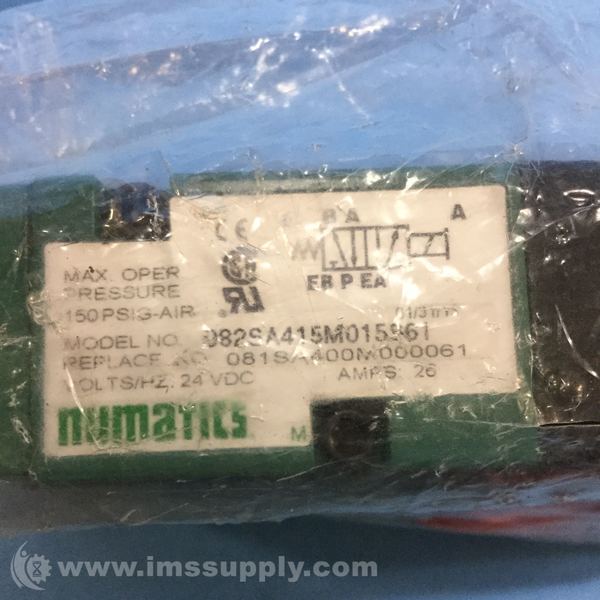 CE B A A
MAX. OPER
PRESSURE
150 PSIG-AIR
EB P EA
MODEL NO.
REPLACE. NO. 081SA400M000061
VOLTS/HZ. 24 VDC AMPS: 26
numatics M
www.imssupply.com